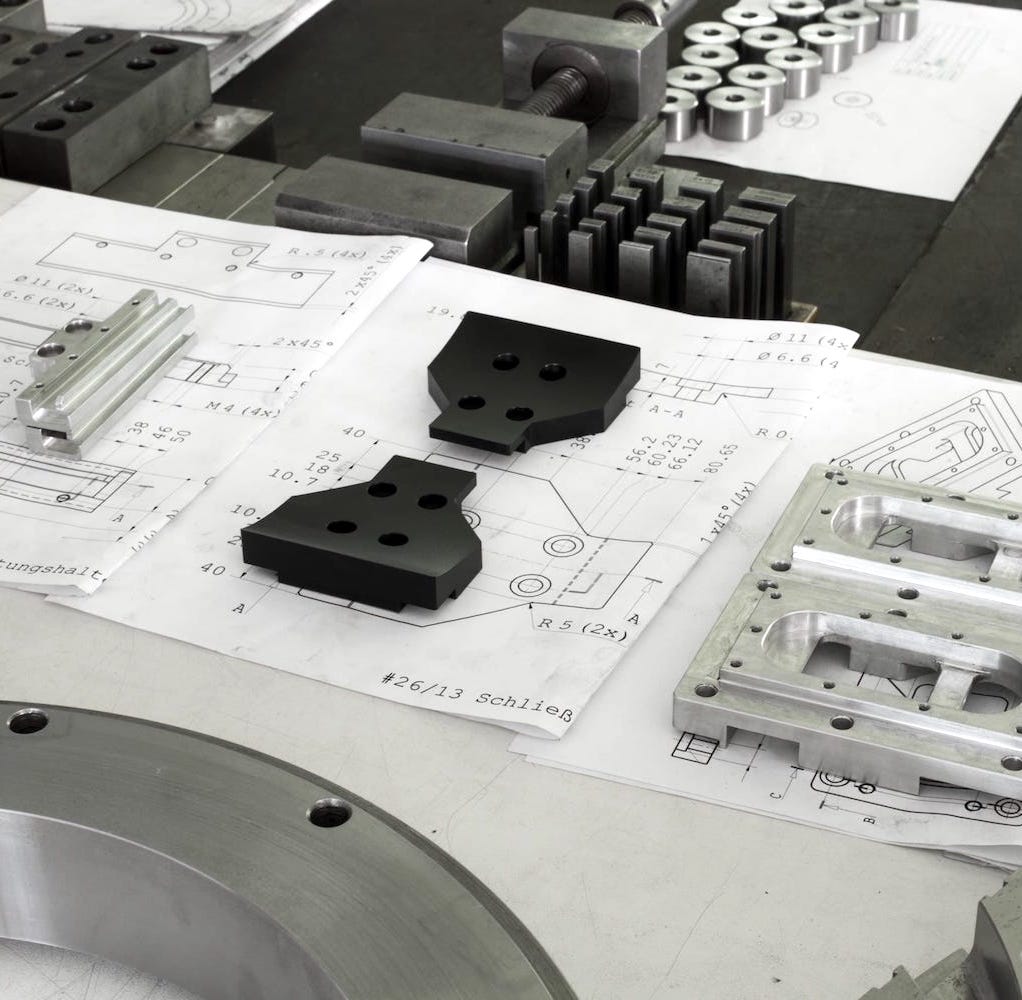 R.5 (4x)
2x45° (4x)
Ø 11 (2x)
6.6 (2x)
2x45°
M4 (4x)
38
46
50
A
tungshalt
19.
Ø 11 (4x
Ø 6.6 (4
7
A-A
R 0
40
25
18
10.7
38
56.2
60.23
66.12
80.65
1x45° (4x)
10.
40
A
A
R5 (2x)
#26/13 Schließ
C
B